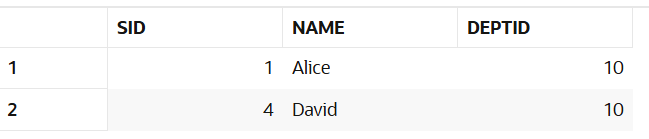 SID NAME DEPTID
1 1 Alice 10
2 4 David 10